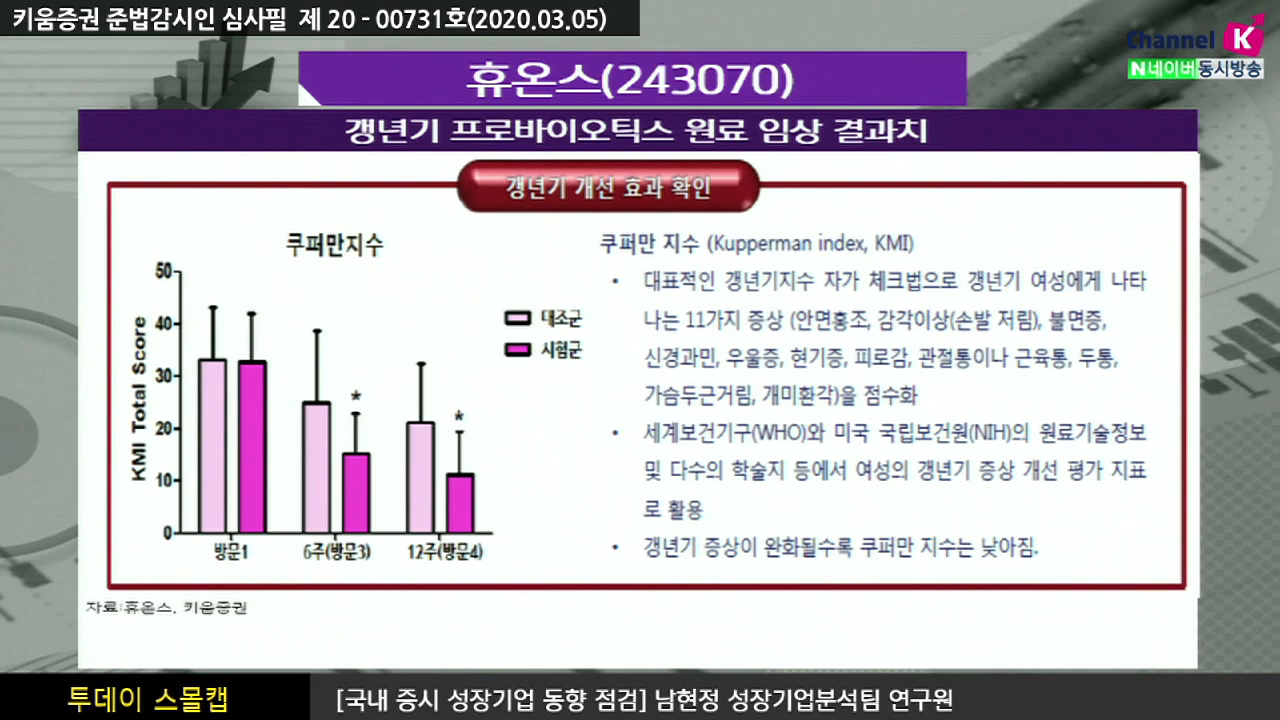 키움증권 준법감시인 심사필 제 20 - 00731호(2020.03.05)
Channel K
N 네이버 동시방송
휴온스(243070)
갱년기 프로바이오틱스 원료 임상 결과치
갱년기 개선 효과 확인
쿠퍼만지수
KMI Total Score
50
40
30
20
10
0
*
*
방문1
6주(방문3)
12주(방문4)
대조군
시험군
쿠퍼만 지수 (Kupperman index, KMI)
• 대표적인 갱년기지수 자가 체크법으로 갱년기 여성에게 나타
나는 11가지 증상 (안면홍조, 감각이상(손발 저림), 불면증,
신경과민, 우울증, 현기증, 피로감, 관절통이나 근육통, 두통,
가슴두근거림, 개미환각)을 점수화
• 세계보건기구(WHO)와 미국 국립보건원(NIH)의 원료기술정보
및 다수의 학술지 등에서 여성의 갱년기 증상 개선 평가 지표
로 활용
• 갱년기 증상이 완화될수록 쿠퍼만 지수는 낮아짐.
자료:휴온스, 키움증권
투데이 스몰캡
[국내 증시 성장기업 동향 점검] 남현정 성장기업분석팀 연구원